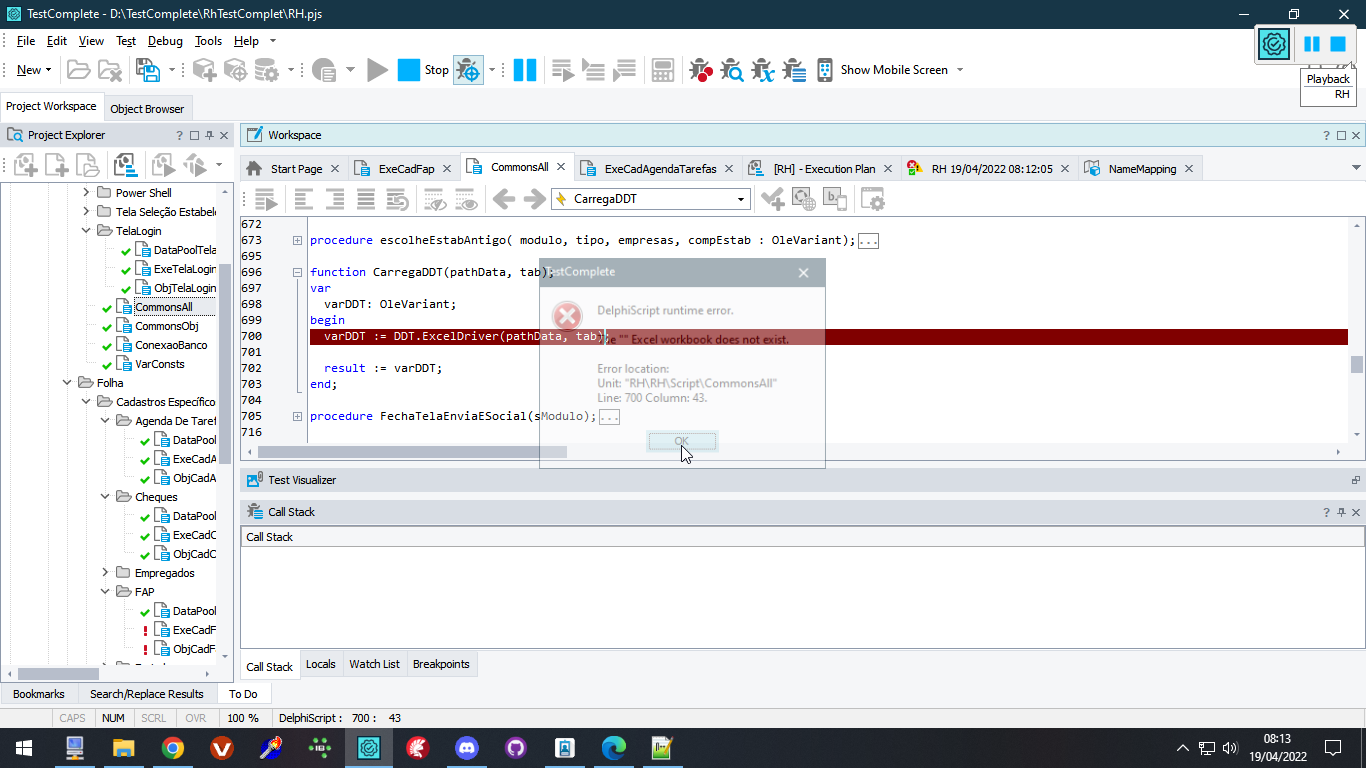 TestComplete - D:\TestComplete\RhTestComplet\RH.pjs
File Edit View Test Debug Tools Help
New Stop Show Mobile Screen
Playback
RH
Project Workspace Object Browser
Project Explorer
Workspace
Start Page ExeCadFap CommonsAll ExeCadAgendaTarefas [RH] - Execution Plan RH 19/04/2022 08:12:05 NameMapping
CarregaDDT
Power Shell
Tela Seleção Estabele
TelaLogin
DataPoolTela
ExeTelaLogin
ObjTelaLogin
CommonsAll
CommonsObj
ConexaoBanco
VarConsts
Folha
Cadastros Específico
Agenda De Taref
DataPool
ExeCadA
ObjCadA
Cheques
DataPool
ExeCadC
ObjCadC
Empregados
FAP
DataPool
ExeCadF
ObjCadF
672
673 procedure escolheEstabAntigo( modulo, tipo, empresas, compEstab : OleVariant);...
695
696 function CarregaDDT(pathData, tab);
697 var
698 varDDT: OleVariant;
699 begin
700 varDDT := DDT.ExcelDriver(pathData, tab);
701
702 result := varDDT;
703 end;
704
705 procedure FechaTelaEnviaESocial(sModulo);...
716
TestComplete
DelphiScript runtime error.
"" Excel workbook does not exist.
Error location:
Unit: "RH\RH\Script\CommonsAll"
Line: 700 Column: 43.
OK
Test Visualizer
Call Stack
Call Stack
Call Stack Locals Watch List Breakpoints
Bookmarks Search/Replace Results To Do
CAPS NUM SCRL OVR 100 % DelphiScript : 700 : 43
08:13
19/04/2022